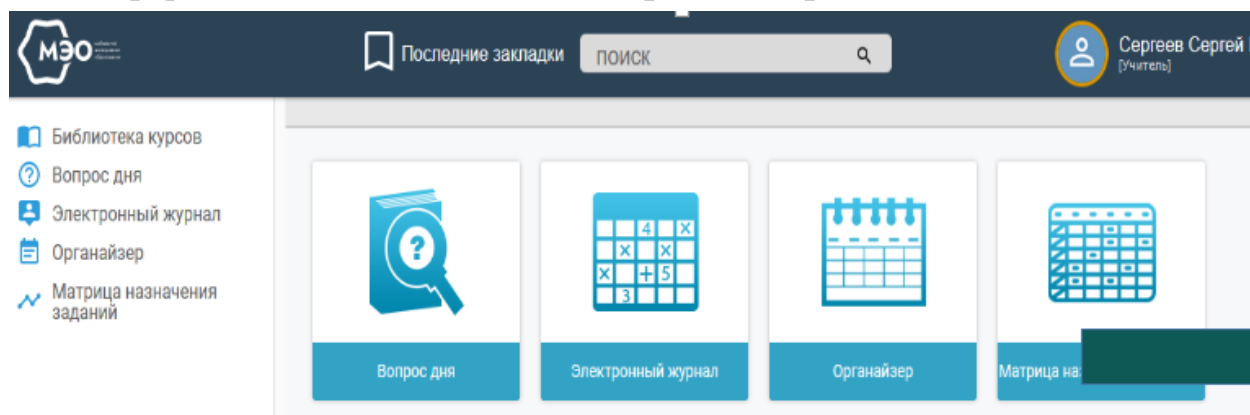 МЭО
Последние закладки
поиск
Сергеев Сергей
[Учитель]
Библиотека курсов
Вопрос дня
Электронный журнал
Органайзер
Матрица назначения
заданий
4 X
X X
X + 5
3
Вопрос дня
Электронный журнал
Органайзер
Матрица на